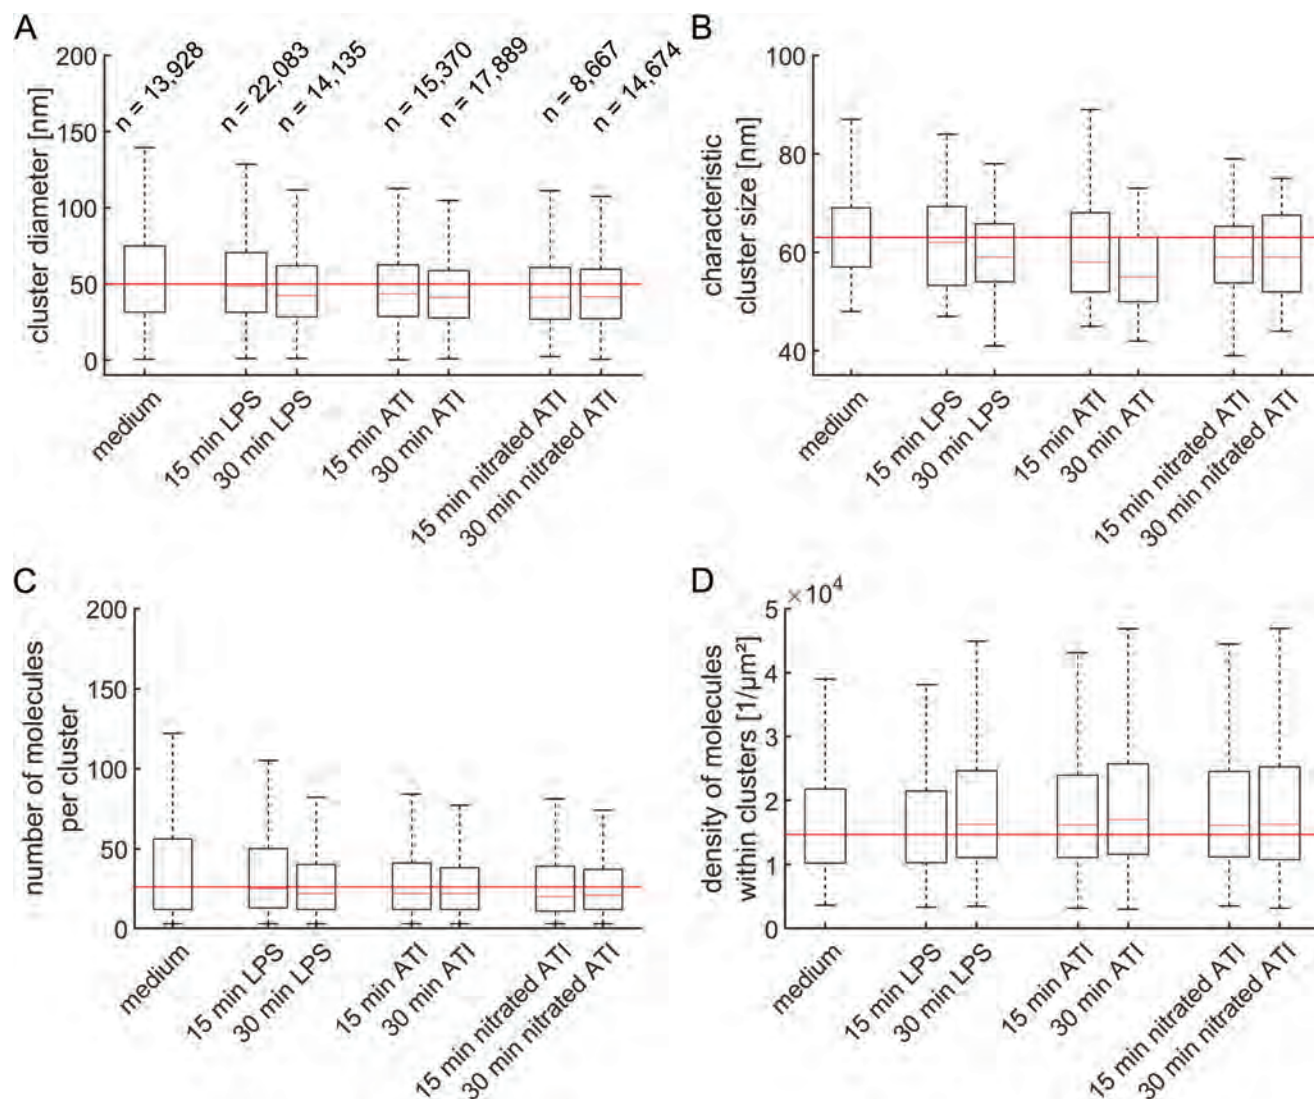 A
cluster diameter [nm]
200
150
100
50
0
n = 13,928
n = 22,083
n = 14,135
n = 15,370
n = 17,889
n = 8,667
n = 14,674
medium
15 min LPS
30 min LPS
15 min ATI
30 min ATI
15 min nitrated ATI
30 min nitrated ATI
B
characteristic
cluster size [nm]
100
80
60
40
medium
15 min LPS
30 min LPS
15 min ATI
30 min ATI
15 min nitrated ATI
30 min nitrated ATI
C
number of molecules
per cluster
200
150
100
50
0
medium
15 min LPS
30 min LPS
15 min ATI
30 min ATI
15 min nitrated ATI
30 min nitrated ATI
D
density of molecules
within clusters [1/µm²]
×10⁴
5
4
3
2
1
0
medium
15 min LPS
30 min LPS
15 min ATI
30 min ATI
15 min nitrated ATI
30 min nitrated ATI